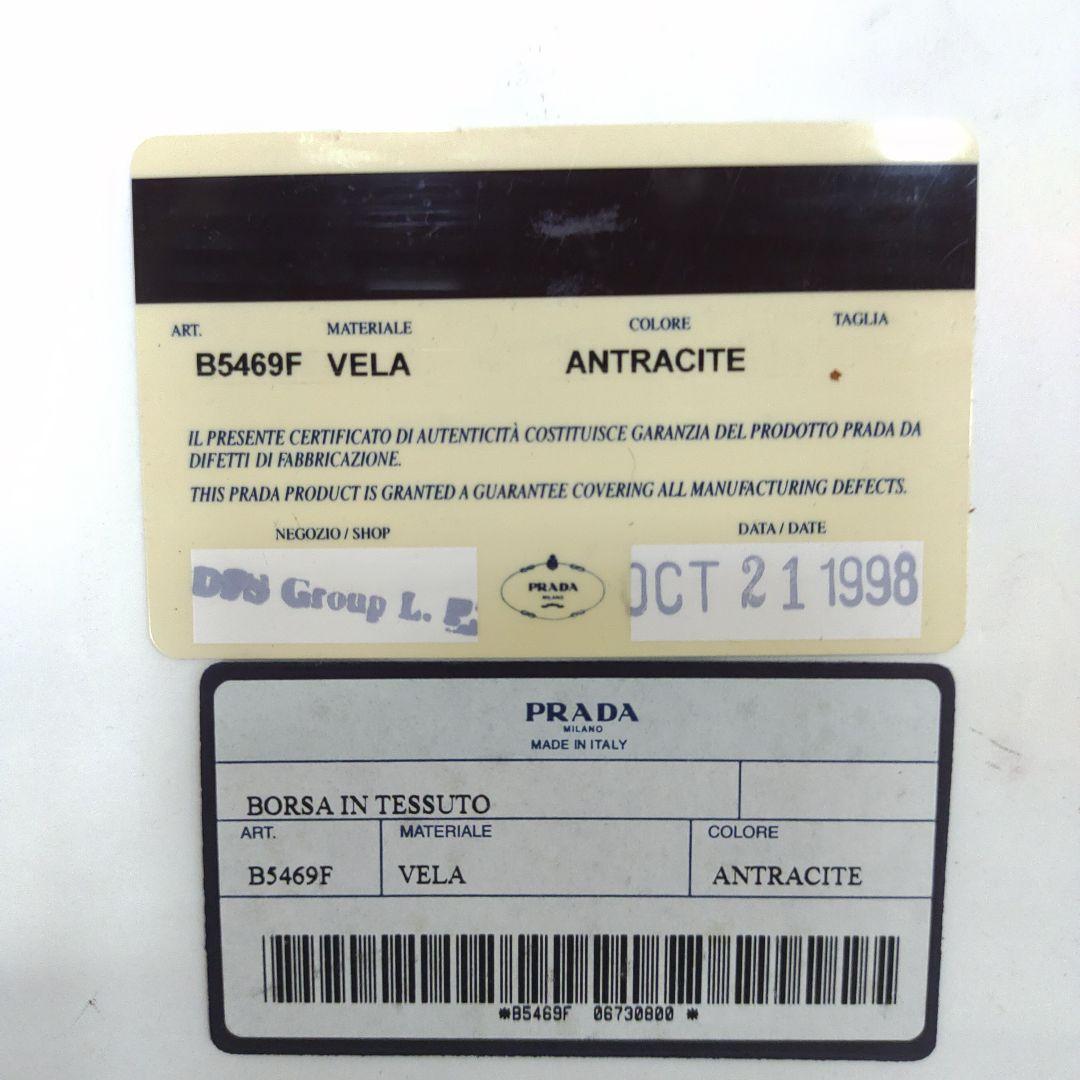 ART. MATERIALE COLORE TAGLIA
B5469F VELA ANTRACITE
IL PRESENTE CERTIFICATO DI AUTENTICITÀ COSTITUISCE GARANZIA DEL PRODOTTO PRADA DA
DIFETTI DI FABBRICAZIONE.
THIS PRADA PRODUCT IS GRANTED A GUARANTEE COVERING ALL MANUFACTURING DEFECTS.
NEGOZIO / SHOP DATA / DATE
Group L. PRADA OCT 21 1998
MILANO
PRADA
MILANO
MADE IN ITALY
BORSA IN TESSUTO
ART. MATERIALE COLORE
B5469F VELA ANTRACITE
*B5469F 06730800 *